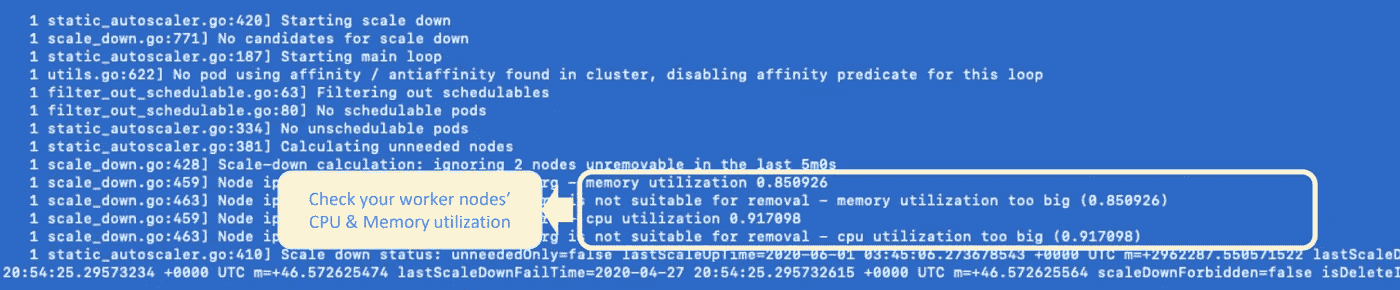 1 static_autoscaler.go:420] Starting scale down
1 scale_down.go:771] No candidates for scale down
1 static_autoscaler.go:187] Starting main loop
1 utils.go:622] No pod using affinity / antiaffinity found in cluster, disabling affinity predicate for this loop
1 filter_out_schedulable.go:63] Filtering out schedulables
1 filter_out_schedulable.go:80] No schedulable pods
1 static_autoscaler.go:334] No unschedulable pods
1 static_autoscaler.go:381] Calculating unneeded nodes
1 scale_down.go:428] Scale-down calculation: ignoring 2 nodes unremovable in the last 5m0s
1 scale_down.go:459] Node ip rg - memory utilization 0.850926
1 scale_down.go:463] Node ip rg is not suitable for removal - memory utilization too big (0.850926)
1 scale_down.go:459] Node ip rg - cpu utilization 0.917098
1 scale_down.go:463] Node ip rg is not suitable for removal - cpu utilization too big (0.917098)
Check your worker nodes'
CPU & Memory utilization
1 static_autoscaler.go:410] Scale down status: unneededOnly=false lastScaleUpTime=2020-06-01 03:45:06.273678543 +0000 UTC m=+2962287.550571522 lastScaleD
20:54:25.29573234 +0000 UTC m=+46.572625474 lastScaleDownFailTime=2020-04-27 20:54:25.295732615 +0000 UTC m=+46.572625564 scaleDownForbidden=false isDeleteI